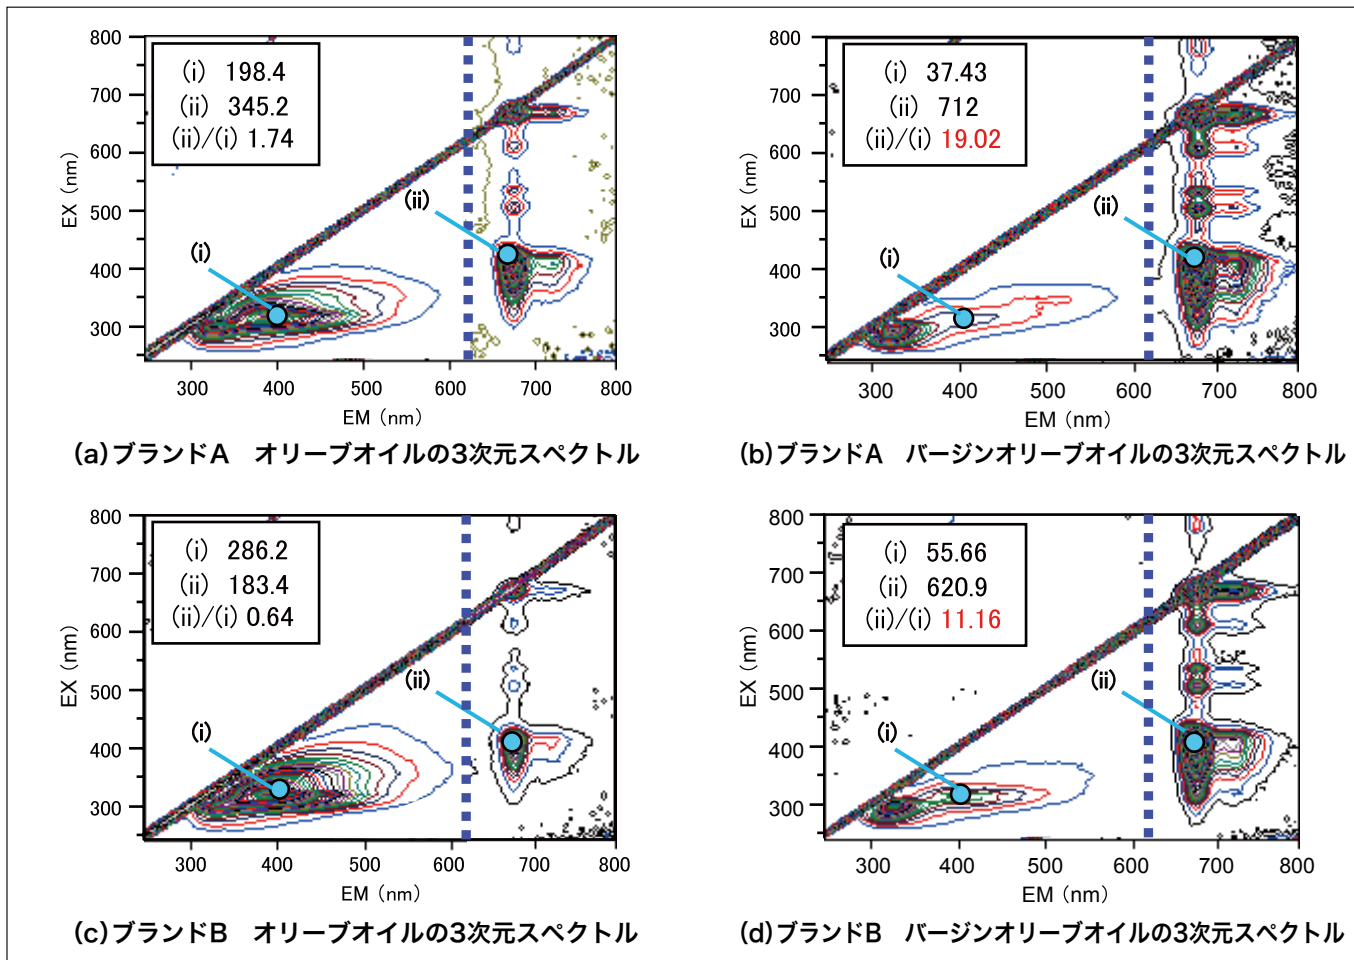 800
700
600
500
400
300
EX (nm)
(i) 198.4
(ii) 345.2
(ii)/(i) 1.74
(i)
(ii)
300 400 500 600 700 800
EM (nm)
(a)ブランドA オリーブオイルの3次元スペクトル
800
700
600
500
400
300
EX (nm)
(i) 37.43
(ii) 712
(ii)/(i) 19.02
(i)
(ii)
300 400 500 600 700 800
EM (nm)
(b)ブランドA バージンオリーブオイルの3次元スペクトル
800
700
600
500
400
300
EX (nm)
(i) 286.2
(ii) 183.4
(ii)/(i) 0.64
(i)
(ii)
300 400 500 600 700 800
EM (nm)
(c)ブランドB オリーブオイルの3次元スペクトル
800
700
600
500
400
300
EX (nm)
(i) 55.66
(ii) 620.9
(ii)/(i) 11.16
(i)
(ii)
300 400 500 600 700 800
EM (nm)
(d)ブランドB バージンオリーブオイルの3次元スペクトル